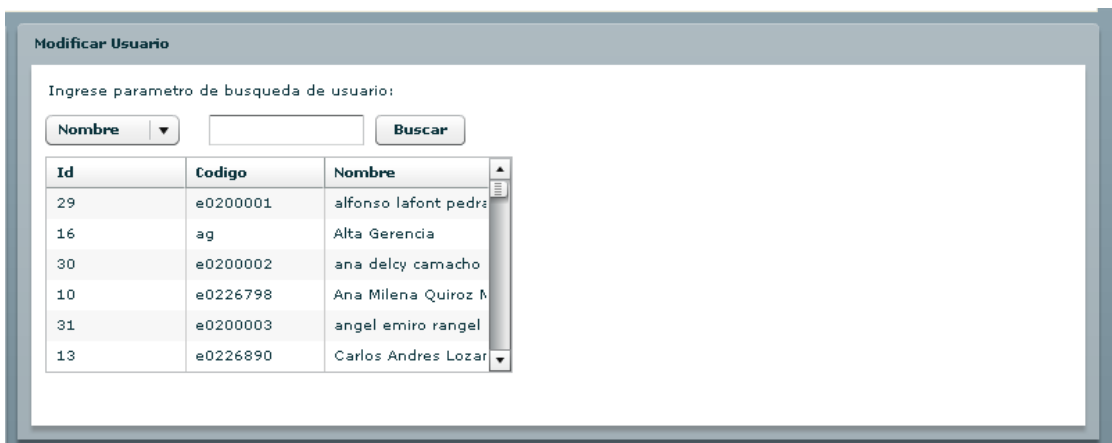 Modificar Usuario
Ingrese parametro de busqueda de usuario:
Nombre Buscar
Id Codigo Nombre
29 e0200001 alfonso lafont pedra
16 ag Alta Gerencia
30 e0200002 ana delcy camacho
10 e0226798 Ana Milena Quiroz
31 e0200003 angel emiro rangel
13 e0226890 Carlos Andres Lozar